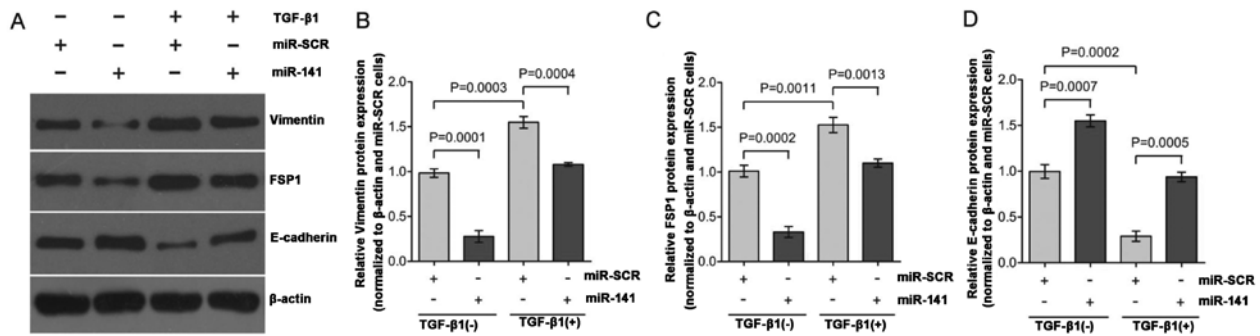 A
- - + + TGF-β1
+ - + - miR-SCR
- + - + miR-141
Vimentin
FSP1
E-cadherin
β-actin
B
Relative Vimentin protein expression
(normalized to β-actin and miR-SCR cells)
2.0
1.5
1.0
0.5
0.0
P=0.0003
P=0.0004
P=0.0001
+ - + - miR-SCR
- + - + miR-141
TGF-β1(-) TGF-β1(+)
C
Relative FSP1 protein expression
(normalized to β-actin and miR-SCR cells)
2.0
1.5
1.0
0.5
0.0
P=0.0011
P=0.0013
P=0.0002
+ - + - miR-SCR
- + - + miR-141
TGF-β1(-) TGF-β1(+)
D
Relative E-cadherin protein expression
(normalized to β-actin and miR-SCR cells)
2.0
1.5
1.0
0.5
0.0
P=0.0002
P=0.0007
P=0.0005
+ - + - miR-SCR
- + - + miR-141
TGF-β1(-) TGF-β1(+)